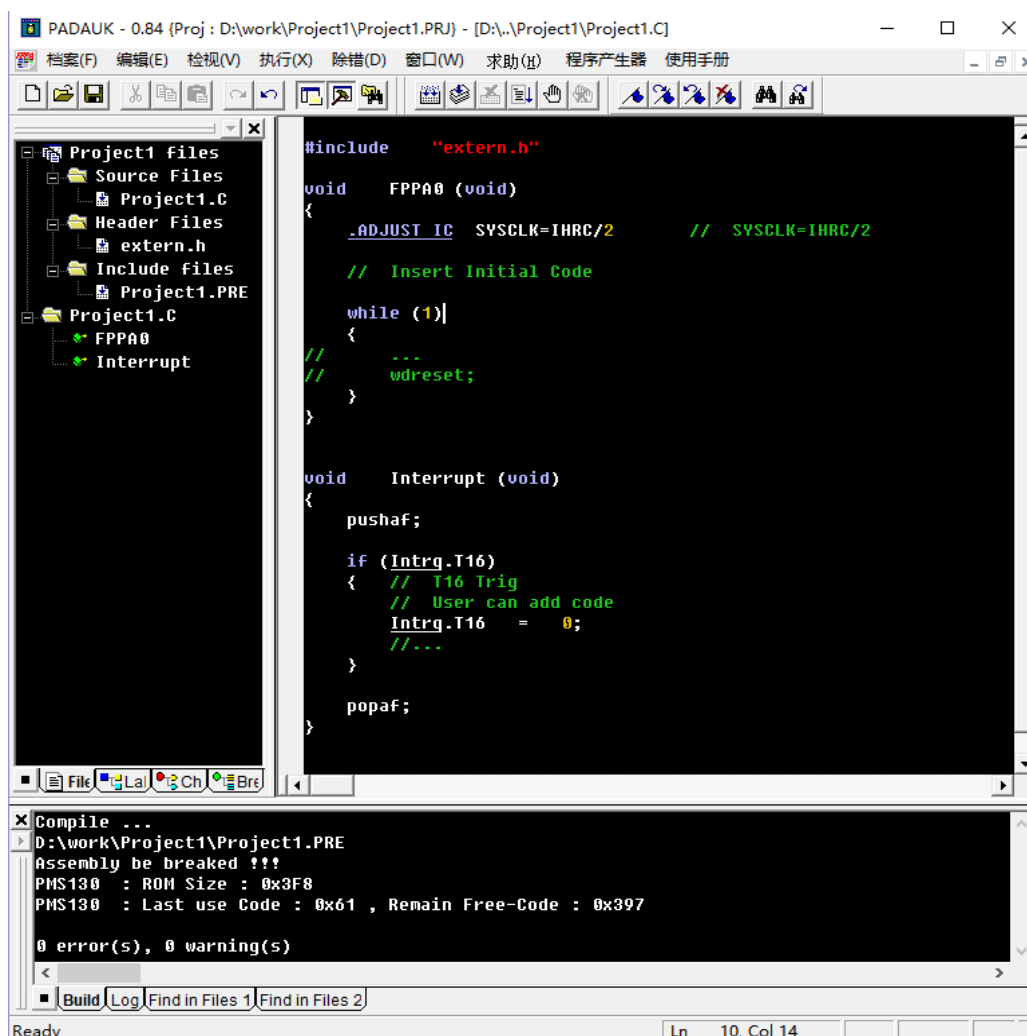 PADAUK - 0.84 {Proj : D:\work\Project1\Project1.PRJ} - [D:\..\Project1\Project1.C]
档案(F) 编辑(E) 检视(V) 执行(X) 除错(D) 窗口(W) 求助(H) 程序产生器 使用手册
Project1 files
Source Files
Project1.C
Header Files
extern.h
Include files
Project1.PRE
Project1.C
FPPA0
Interrupt
File Lal Ch Bre
#include "extern.h"
void FPPA0 (void)
{
.ADJUST_IC SYSCLK=IHRC/2 // SYSCLK=IHRC/2
// Insert Initial Code
while (1)
{
// ...
// wdreset;
}
}
void Interrupt (void)
{
pushaf;
if (Intrq.T16)
{ // T16 Trig
// User can add code
Intrq.T16 = 0;
//...
}
popaf;
}
Compile ...
D:\work\Project1\Project1.PRE
Assembly be breaked !!!
PMS130 : ROM Size : 0x3F8
PMS130 : Last use Code : 0x61 , Remain Free-Code : 0x397
0 error(s), 0 warning(s)
Build Log Find in Files 1 Find in Files 2
Ready Ln 10, Col 14